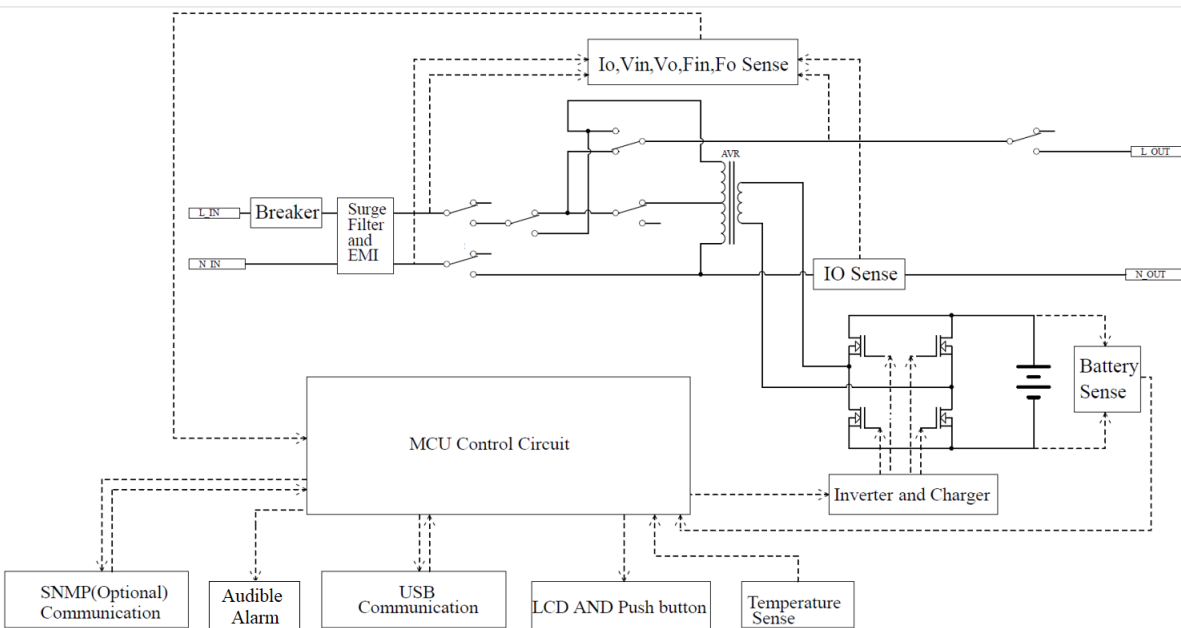 Io,Vin,Vo,Fin,Fo Sense
AVR
L_OUT
L_IN
Breaker
Surge
Filter
and
EMI
N_IN
IO Sense
N_OUT
Battery
Sense
MCU Control Circuit
Inverter and Charger
SNMP(Optional)
Communication
Audible
Alarm
USB
Communication
LCD AND Push button
Temperature
Sense